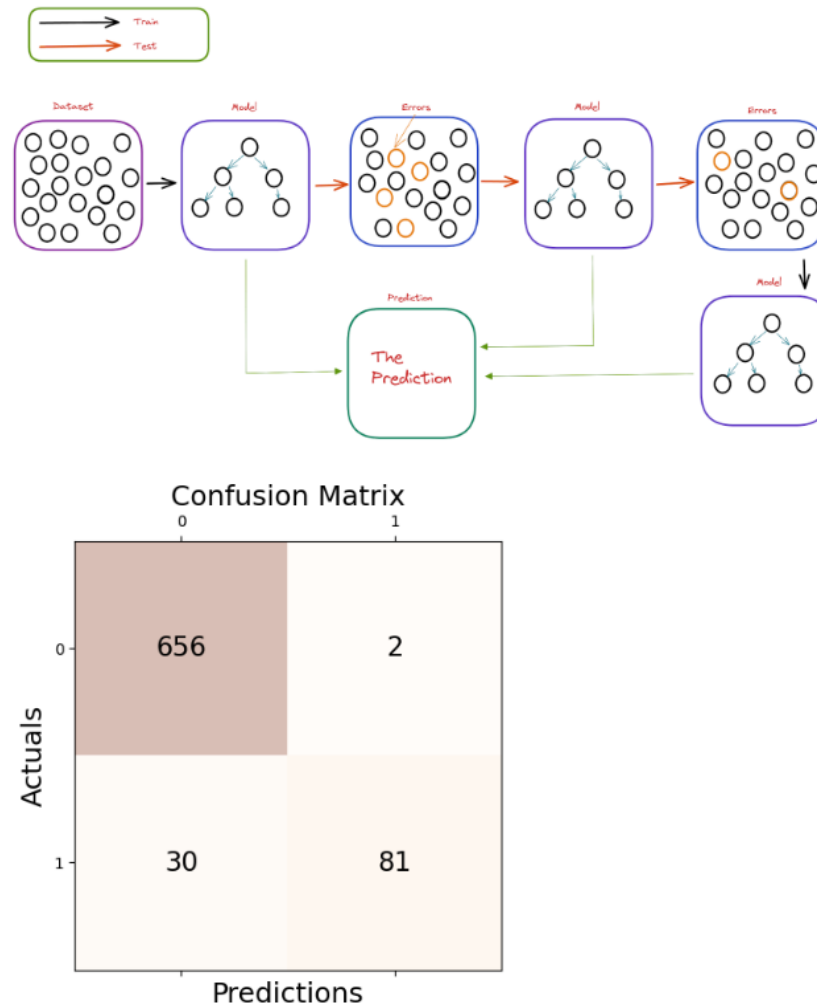 Train
Test
Dataset
Model
Errors
Model
Errors
Model
Prediction
The
Prediction
Confusion Matrix
0
1
0
656
2
Actuals
1
30
81
Predictions